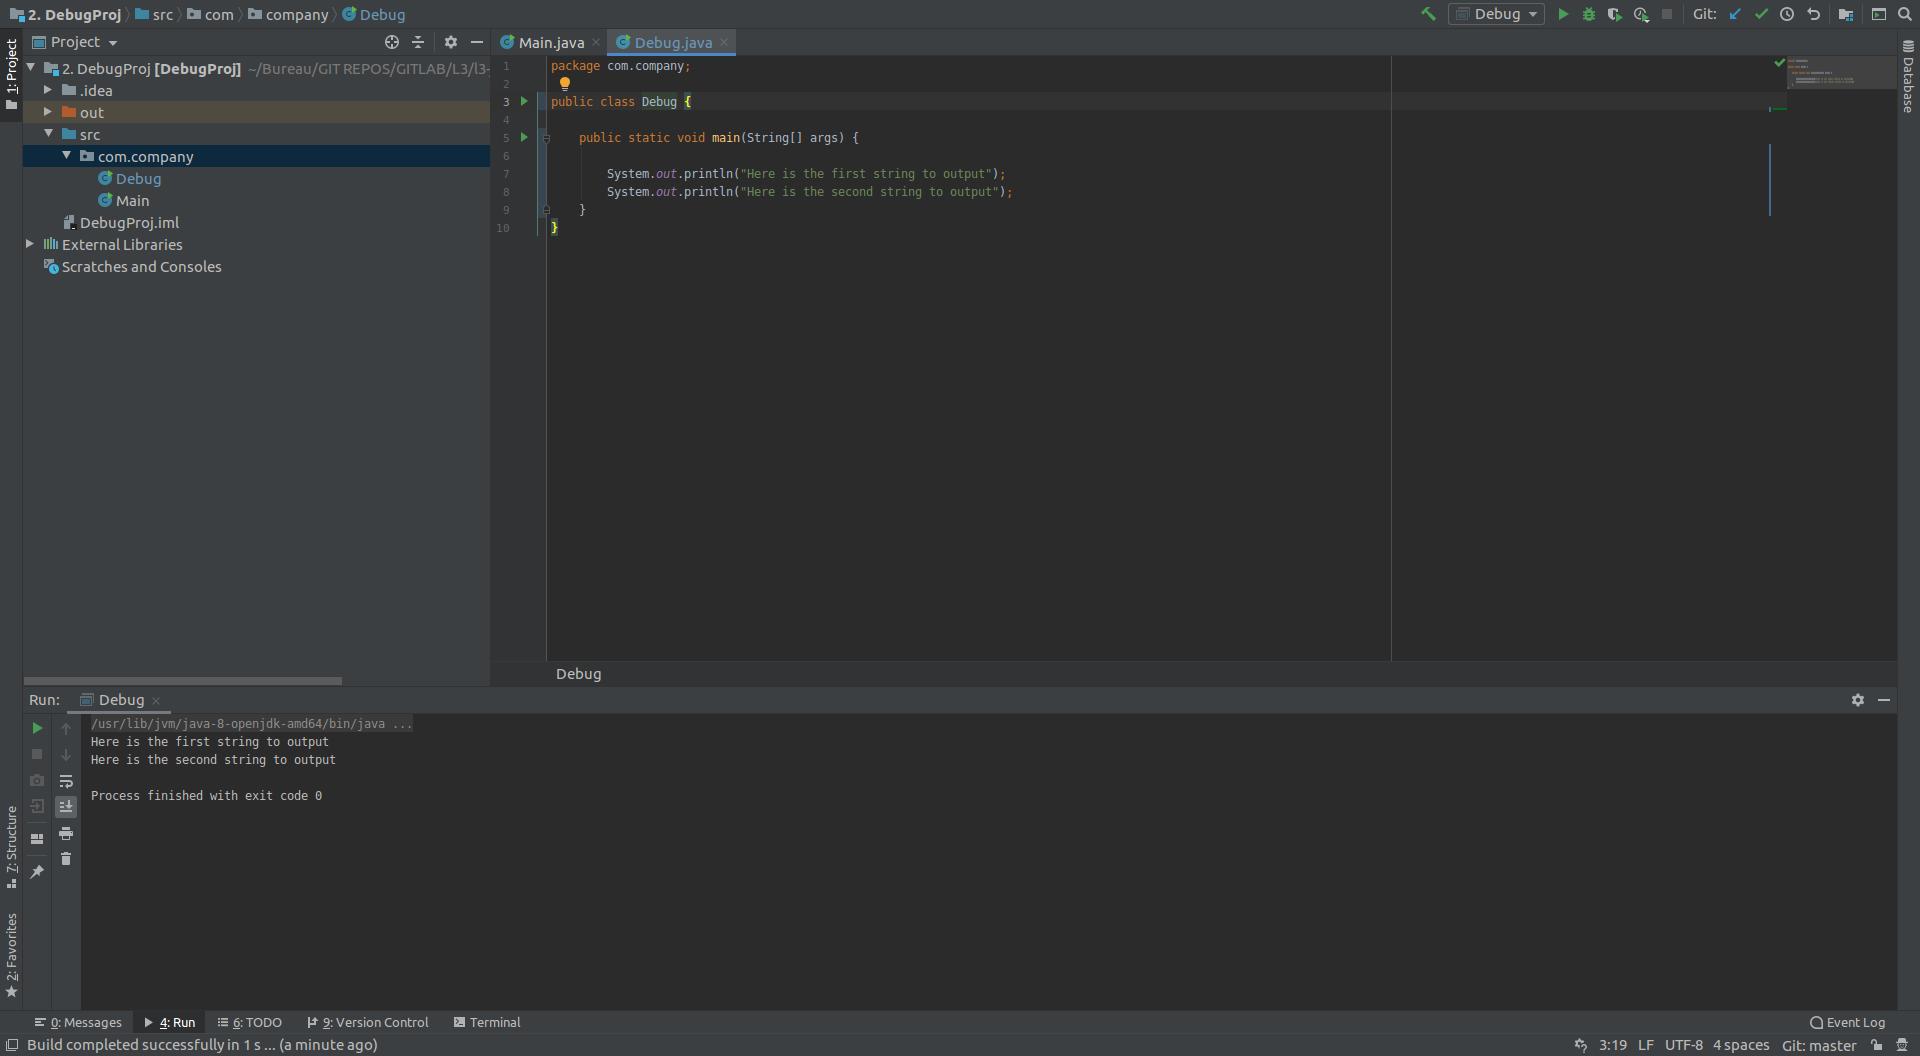 2. DebugProj src com company Debug
Debug Git:
Project
Main.java Debug.java
1: Project
2. DebugProj [DebugProj] ~/Bureau/GIT REPOS/GITLAB/L3/l3-
.idea
out
src
com.company
Debug
Main
DebugProj.iml
External Libraries
Scratches and Consoles
1 package com.company;
2
3 public class Debug {
4
5 public static void main(String[] args) {
6
7 System.out.println("Here is the first string to output");
8 System.out.println("Here is the second string to output");
9 }
10 }
Database
Debug
Run: Debug
/usr/lib/jvm/java-8-openjdk-amd64/bin/java ...
Here is the first string to output
Here is the second string to output
Process finished with exit code 0
7: Structure
2: Favorites
0: Messages 4: Run 6: TODO 9: Version Control Terminal Event Log
Build completed successfully in 1 s ... (a minute ago) 3:19 LF UTF-8 4 spaces Git: master